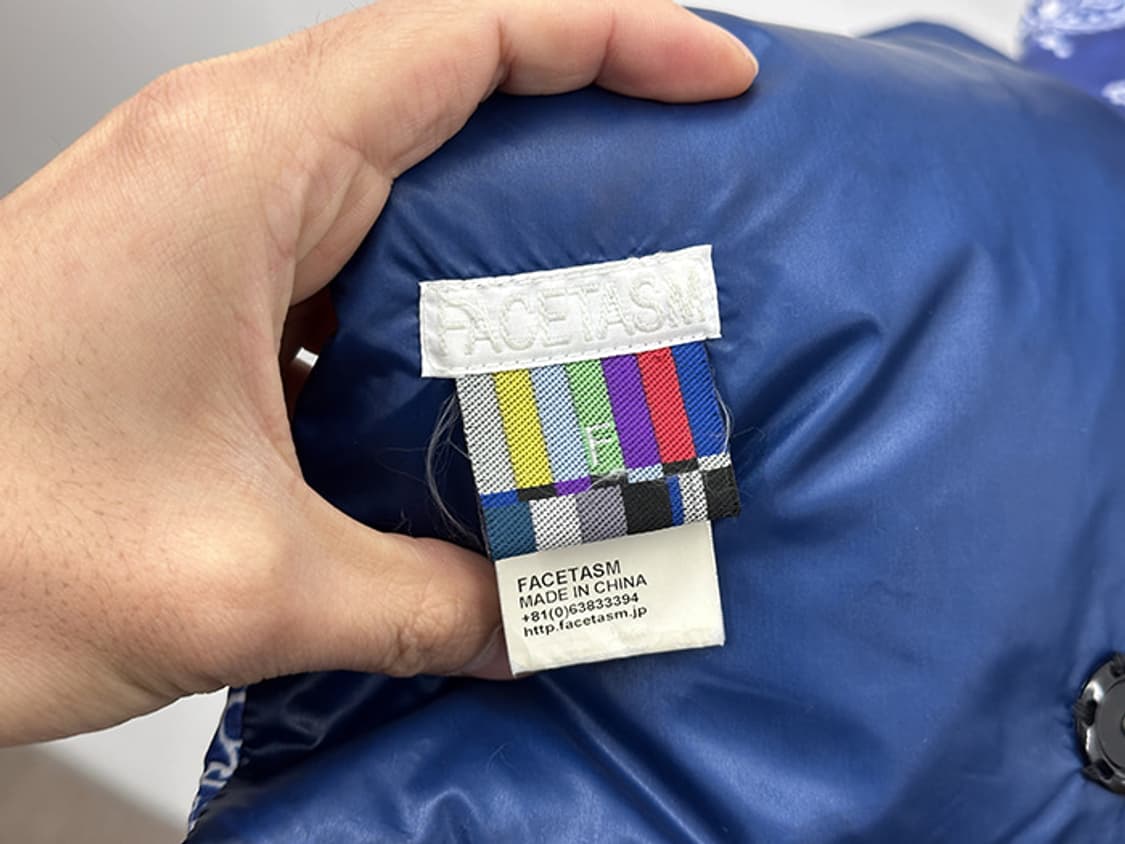 FACETASM
F
FACETASM
MADE IN CHINA
+81(0)63833394
http.facetasm.jp